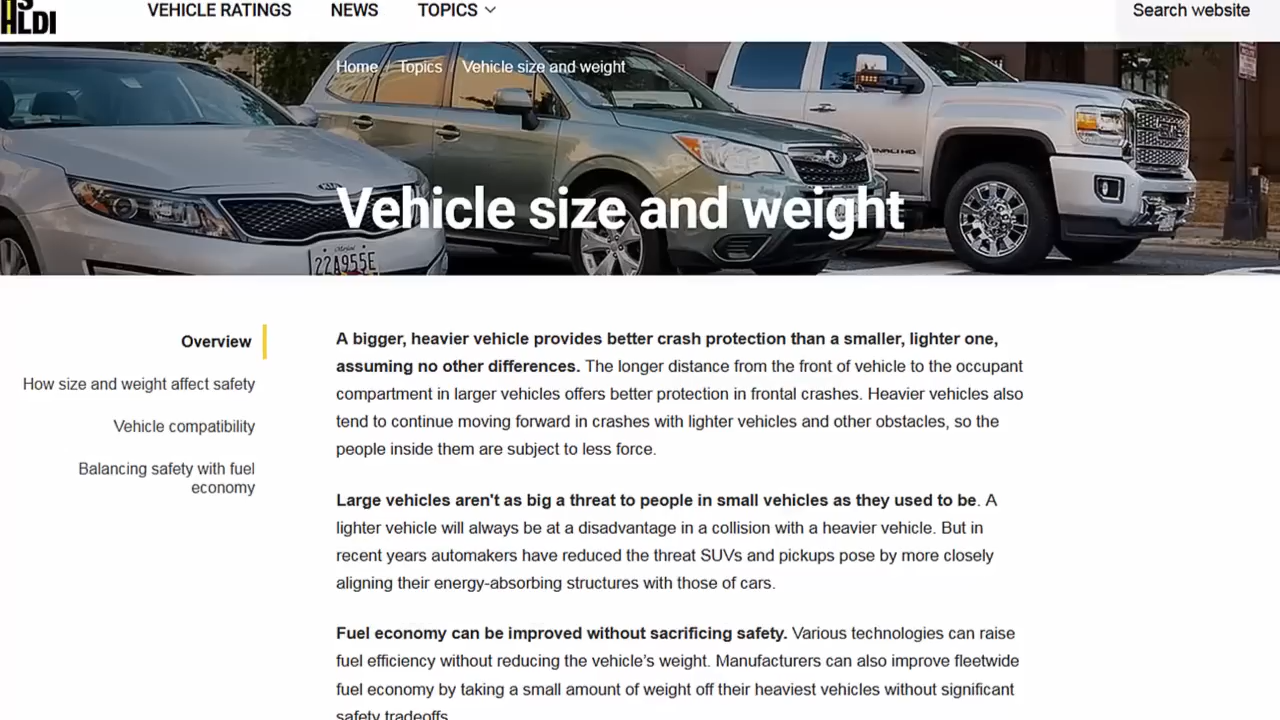 HLDI
VEHICLE RATINGS NEWS TOPICS Search website
Home / Topics / Vehicle size and weight
Vehicle size and weight
DENALI HD
KIA
22A955E
Overview
How size and weight affect safety
Vehicle compatibility
Balancing safety with fuel
economy
A bigger, heavier vehicle provides better crash protection than a smaller, lighter one,
assuming no other differences. The longer distance from the front of vehicle to the occupant
compartment in larger vehicles offers better protection in frontal crashes. Heavier vehicles also
tend to continue moving forward in crashes with lighter vehicles and other obstacles, so the
people inside them are subject to less force.
Large vehicles aren't as big a threat to people in small vehicles as they used to be. A
lighter vehicle will always be at a disadvantage in a collision with a heavier vehicle. But in
recent years automakers have reduced the threat SUVs and pickups pose by more closely
aligning their energy-absorbing structures with those of cars.
Fuel economy can be improved without sacrificing safety. Various technologies can raise
fuel efficiency without reducing the vehicle’s weight. Manufacturers can also improve fleetwide
fuel economy by taking a small amount of weight off their heaviest vehicles without significant
safety tradeoffs.